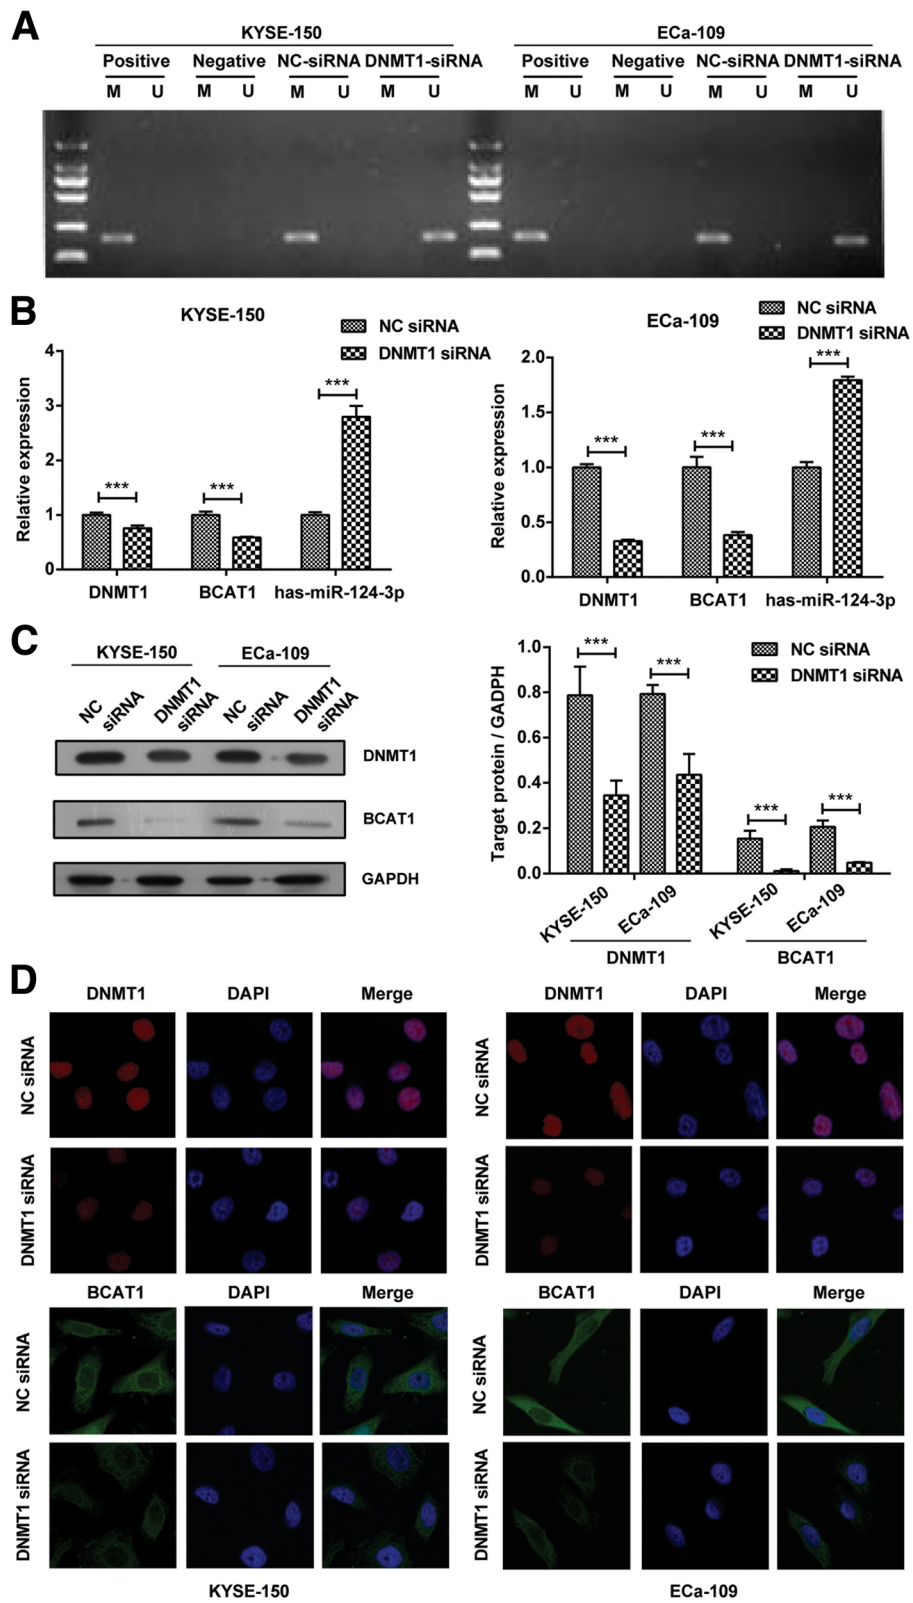 A
KYSE-150 ECa-109
Positive Negative NC-siRNA DNMT1-siRNA Positive Negative NC-siRNA DNMT1-siRNA
M U M U M U M U M U M U M U M U
B
KYSE-150
NC siRNA
DNMT1 siRNA
Relative expression
4
3
2
1
0
***
***
***
DNMT1 BCAT1 has-miR-124-3p
ECa-109
NC siRNA
DNMT1 siRNA
Relative expression
2.0
1.5
1.0
0.5
0.0
***
***
***
DNMT1 BCAT1 has-miR-124-3p
C
KYSE-150 ECa-109
NC siRNA DNMT1 siRNA NC siRNA DNMT1 siRNA
DNMT1
BCAT1
GAPDH
NC siRNA
DNMT1 siRNA
Target protein / GADPH
1.0
0.8
0.6
0.4
0.2
0.0
***
***
***
***
KYSE-150 ECa-109 KYSE-150 ECa-109
DNMT1 BCAT1
D
DNMT1 DAPI Merge DNMT1 DAPI Merge
NC siRNA NC siRNA
DNMT1 siRNA DNMT1 siRNA
BCAT1 DAPI Merge BCAT1 DAPI Merge
NC siRNA NC siRNA
DNMT1 siRNA DNMT1 siRNA
KYSE-150 ECa-109